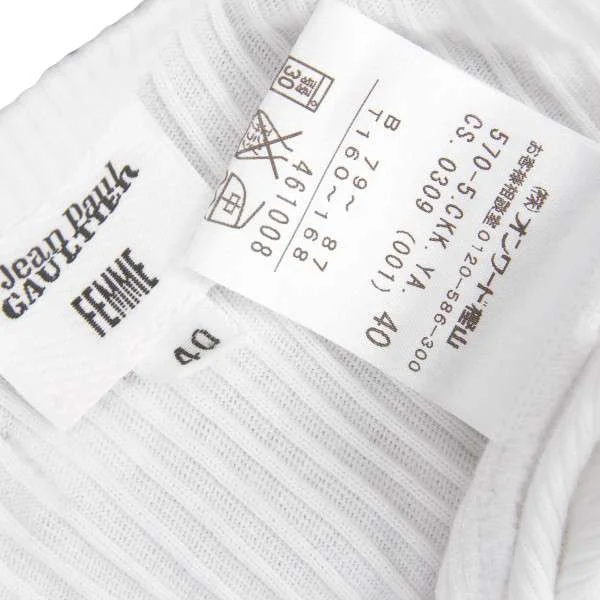 Jean Paul
GAULTIER
FEMME
40
(株)オンワード樫山
お客様相談室0120-586-300
570-5.CKK.YA.
CS.0309 (001) 40
B 79~87
T160~168
461008
30
中